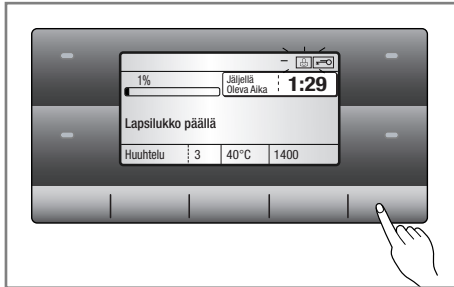 1%
Jäljellä
Oleva Aika
1:29
Lapsilukko päällä
Huuhtelu 3 40°C 1400